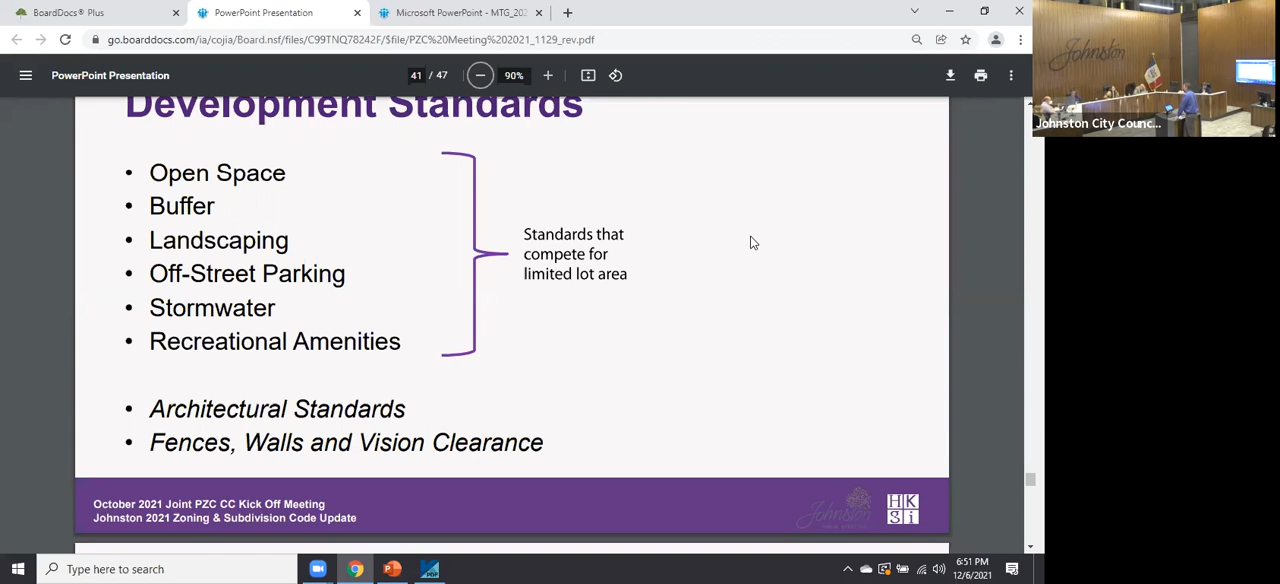 BoardDocs® Plus
PowerPoint Presentation
Microsoft PowerPoint - MTG_202
go.boarddocs.com/ia/cojia/Board.nsf/files/C99TNQ78242F/$file/PZC%20Meeting%202021_1129_rev.pdf
PowerPoint Presentation
41 / 47
90%
Johnston
Johnston City Counc...
Development Standards
• Open Space
• Buffer
• Landscaping
• Off-Street Parking
• Stormwater
• Recreational Amenities
Standards that
compete for
limited lot area
• Architectural Standards
• Fences, Walls and Vision Clearance
October 2021 Joint PZC CC Kick Off Meeting
Johnston 2021 Zoning & Subdivision Code Update
Johnston
HK
gi
Type here to search
6:51 PM
12/6/2021